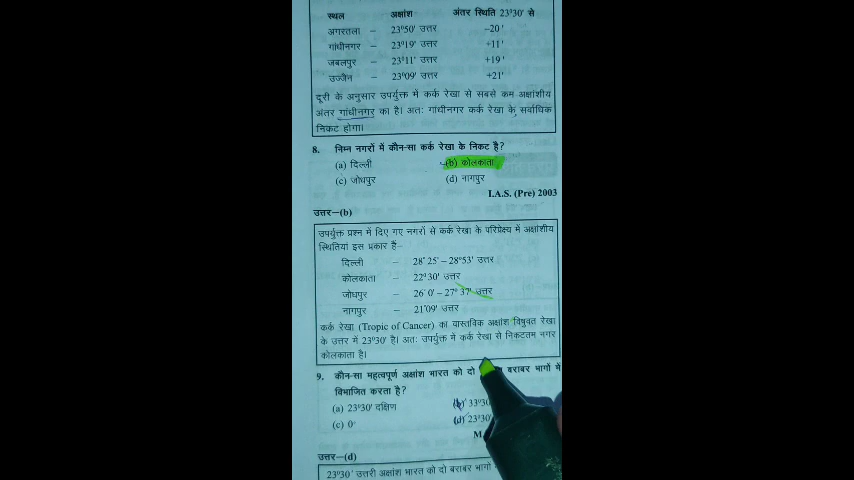 स्थल अक्षांश अंतर स्थिति 23°30' से
अगरतला – 23°50' उत्तर –20'
गांधीनगर – 23°19' उत्तर +11'
जबलपुर – 23°11' उत्तर +19'
उज्जैन – 23°09' उत्तर +21'
दूरी के अनुसार उपर्युक्त में कर्क रेखा से सबसे कम अक्षांशीय
अंतर गांधीनगर का है। अतः गांधीनगर कर्क रेखा के सर्वाधिक
निकट होगा।
8. निम्न नगरों में कौन-सा कर्क रेखा के निकट है?
(a) दिल्ली (b) कोलकाता
(c) जोधपुर (d) नागपुर
I.A.S. (Pre) 2003
उत्तर–(b)
उपर्युक्त प्रश्न में दिए गए नगरों से कर्क रेखा के परिप्रेक्ष्य में अक्षांशीय
स्थितियां इस प्रकार हैं–
दिल्ली – 28°25' – 28°53' उत्तर
कोलकाता – 22°30' उत्तर
जोधपुर – 26°0' – 27°37' उत्तर
नागपुर – 21°09' उत्तर
कर्क रेखा (Tropic of Cancer) का वास्तविक अक्षांश विषुवत रेखा
के उत्तर में 23°30' है। अतः उपर्युक्त में कर्क रेखा से निकटतम नगर
कोलकाता है।
9. कौन-सा महत्वपूर्ण अक्षांश भारत को दो बराबर भागों में
विभाजित करता है?
(a) 23°30' दक्षिण (b) 33°30'
(c) 0° (d) 23°30'
M
उत्तर–(d)
23°30' उत्तरी अक्षांश भारत को दो बराबर भागों